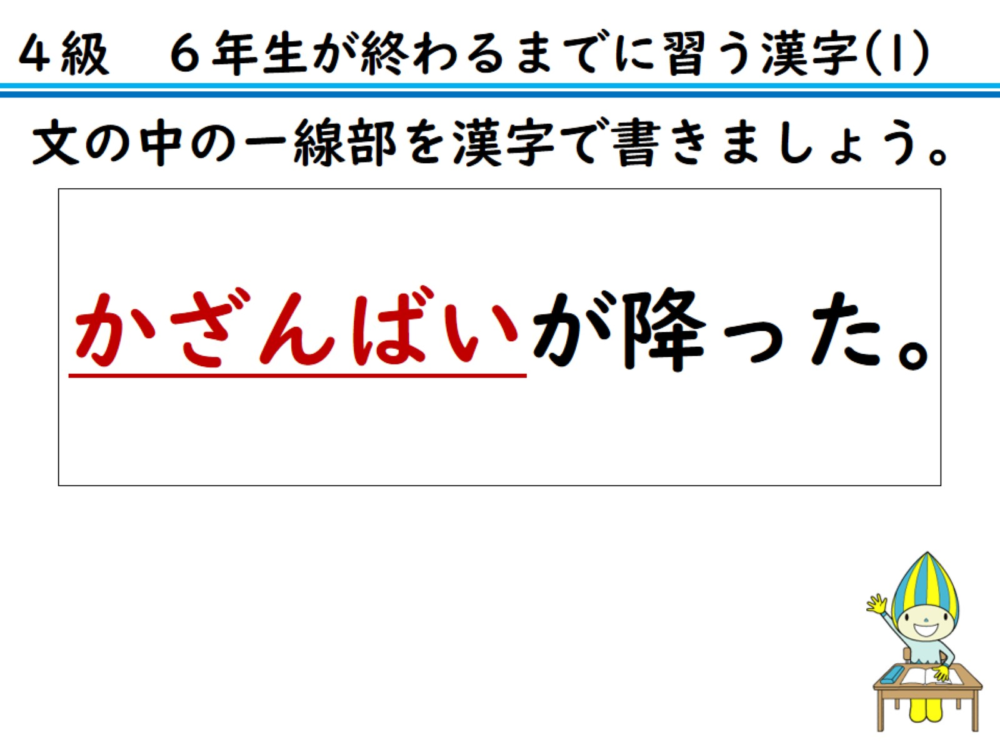 ４級　６年生が終わるまでに習う漢字(1)
文の中の一線部を漢字で書きましょう。
かざんばいが降った。